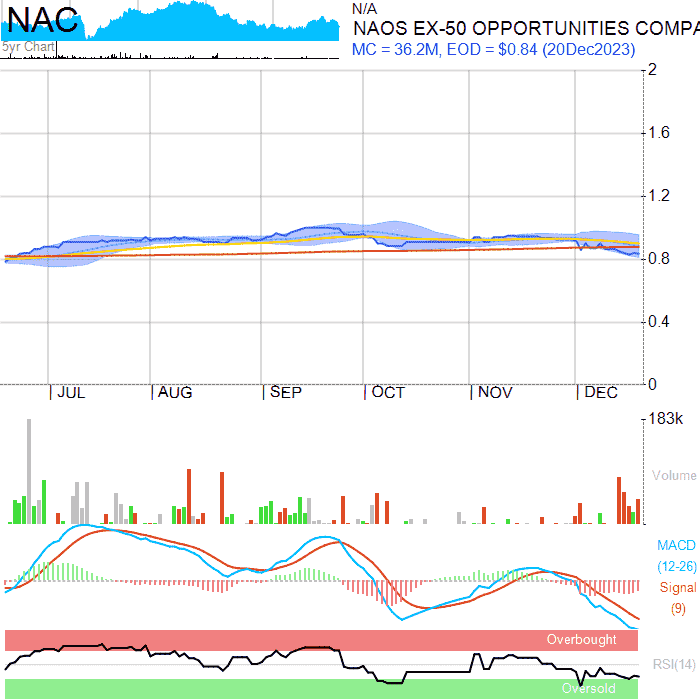 NAC
N/A
NAOS EX-50 OPPORTUNITIES COMPA
MC = 36.2M, EOD = $0.84 (20Dec2023)
5yr Chart
2
1.6
1.2
0.8
0.4
0
JUL AUG SEP OCT NOV DEC
183k
Volume
MACD
(12-26)
Signal
(9)
Overbought
RSI(14)
Oversold